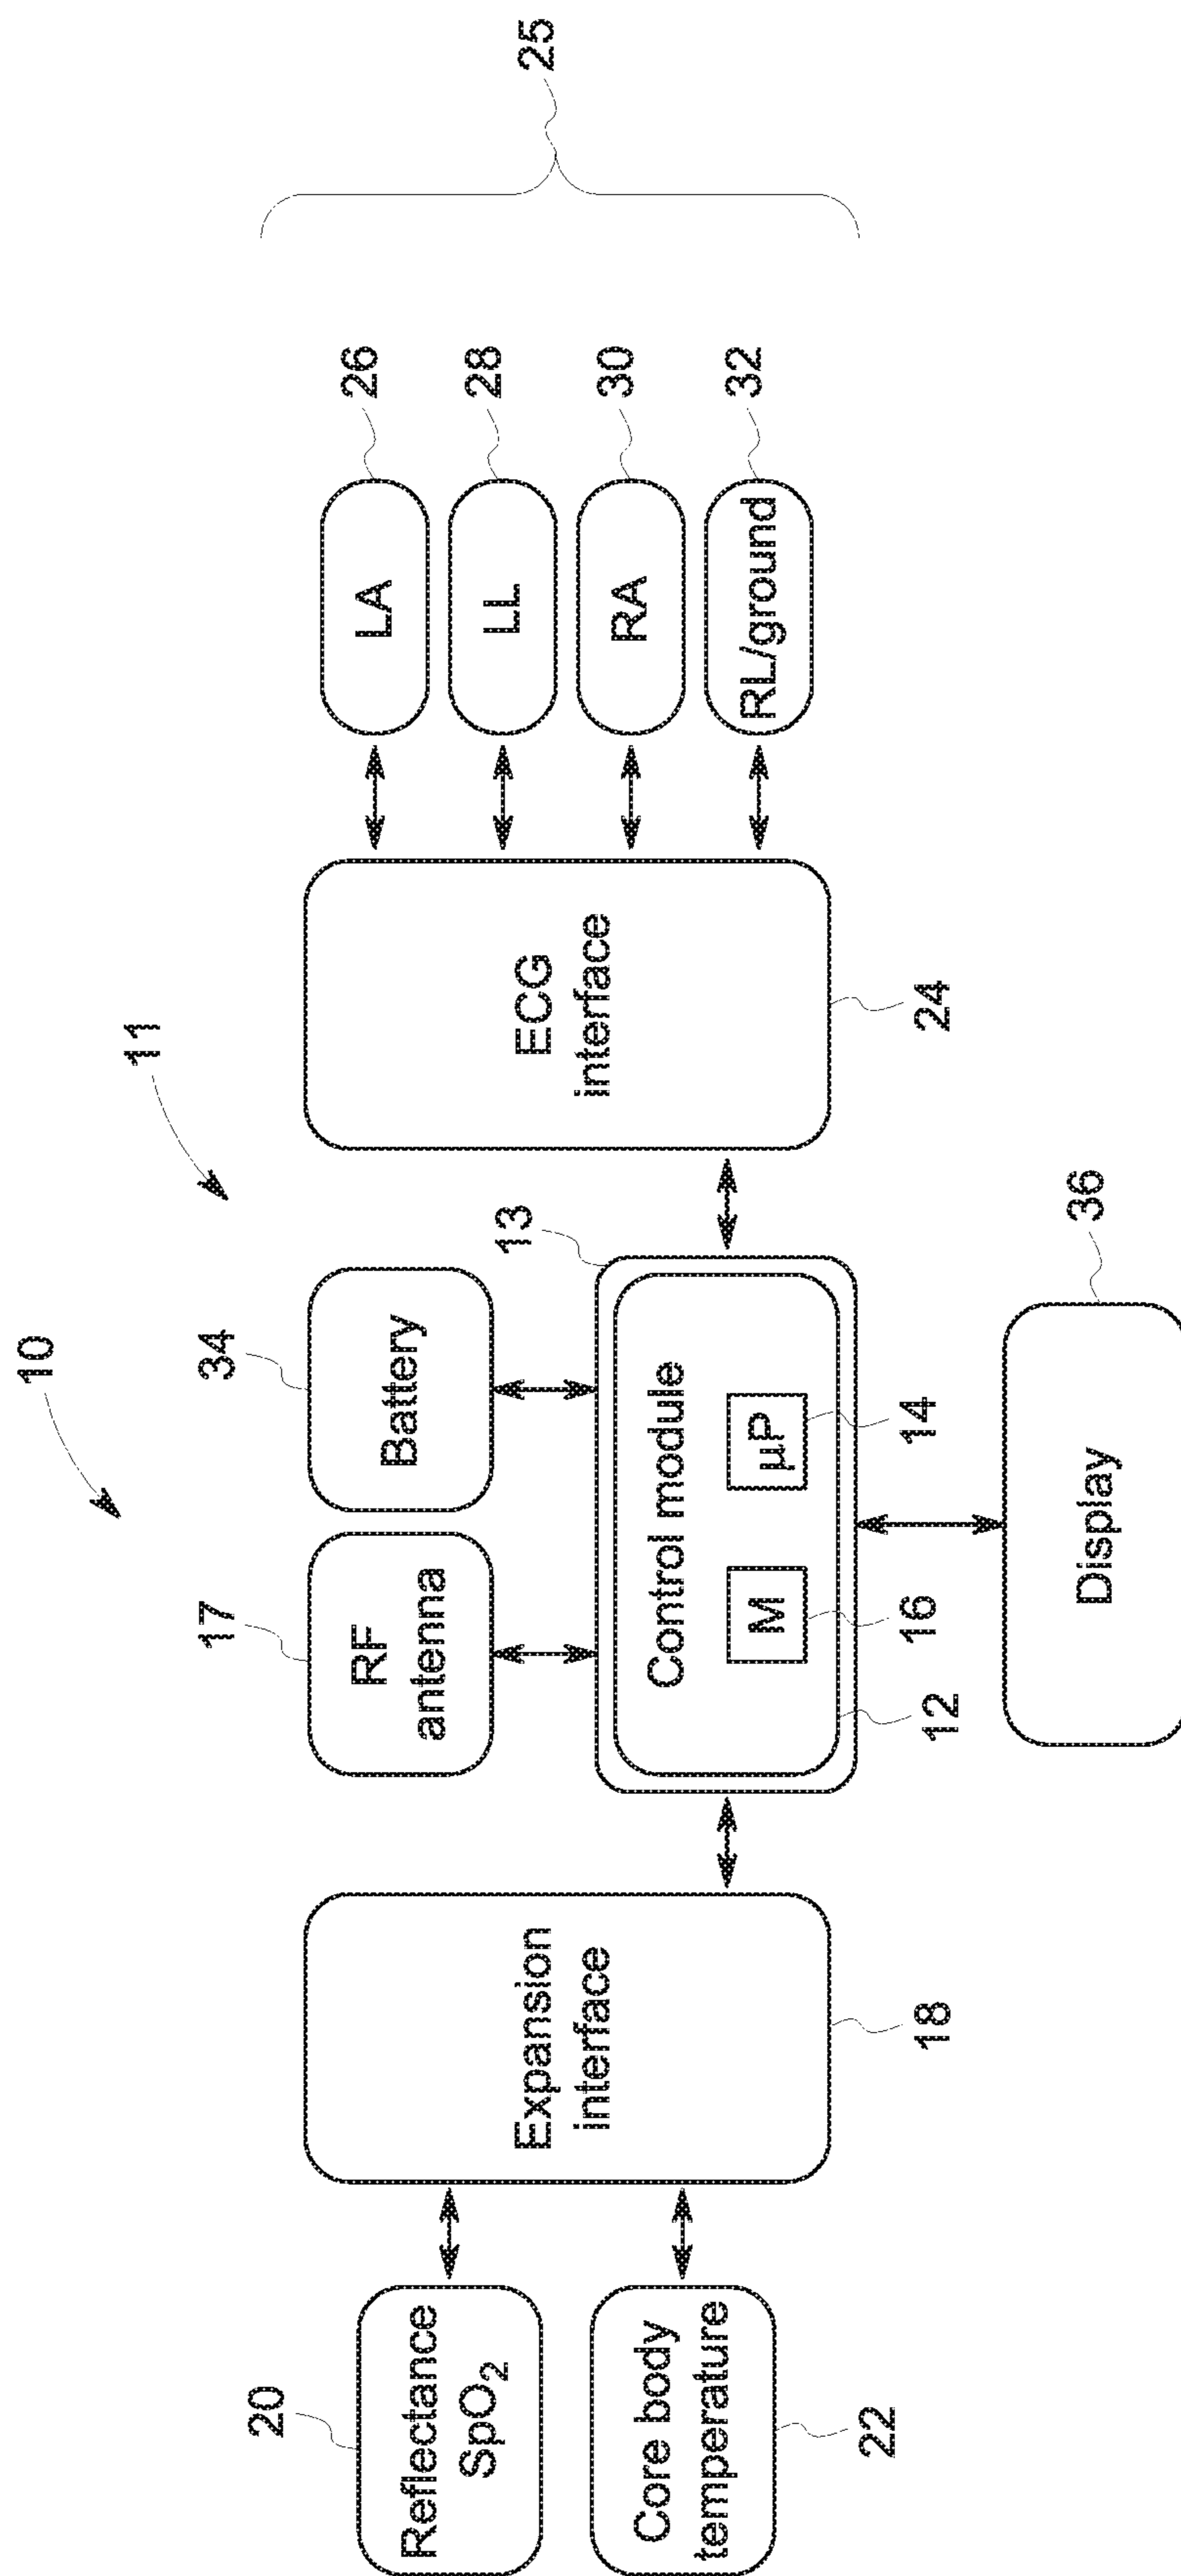 10
11
25
20
Reflectance
SpO2
22
Core body
temperature
Expansion
interface
18
17
RF
antenna
34
Battery
13
Control module
M
µP
16
14
12
Display
36
ECG
interface
24
LA
26
LL
28
RA
30
RL/ground
32